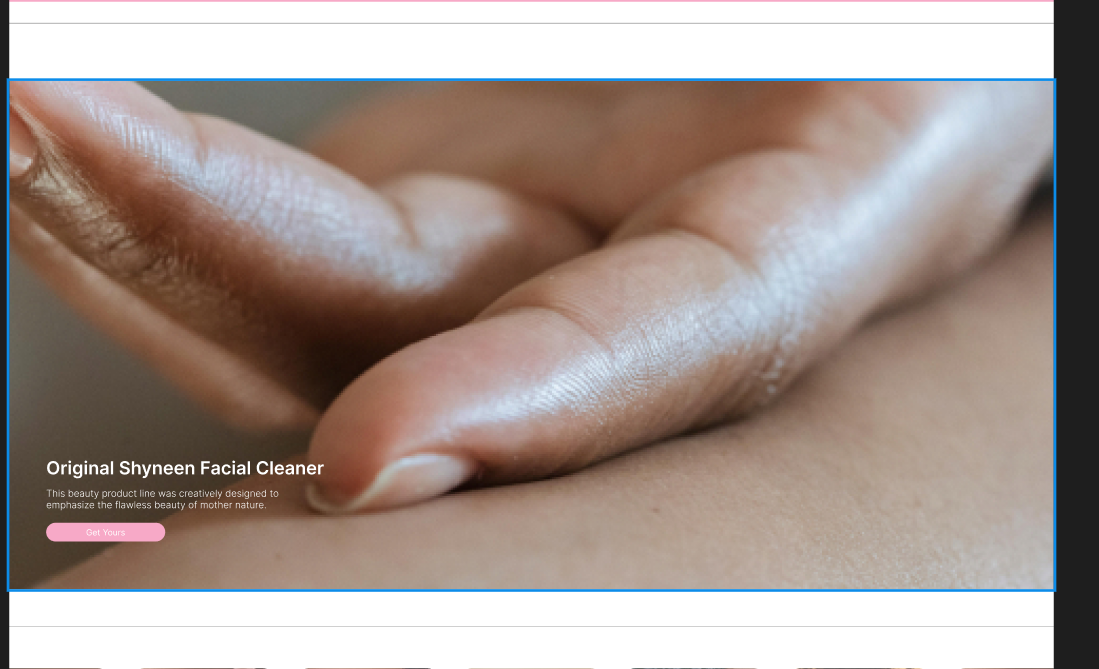 Original Shyneen Facial Cleaner
This beauty product line was creatively designed to
emphasize the flawless beauty of mother nature.
Get Yours